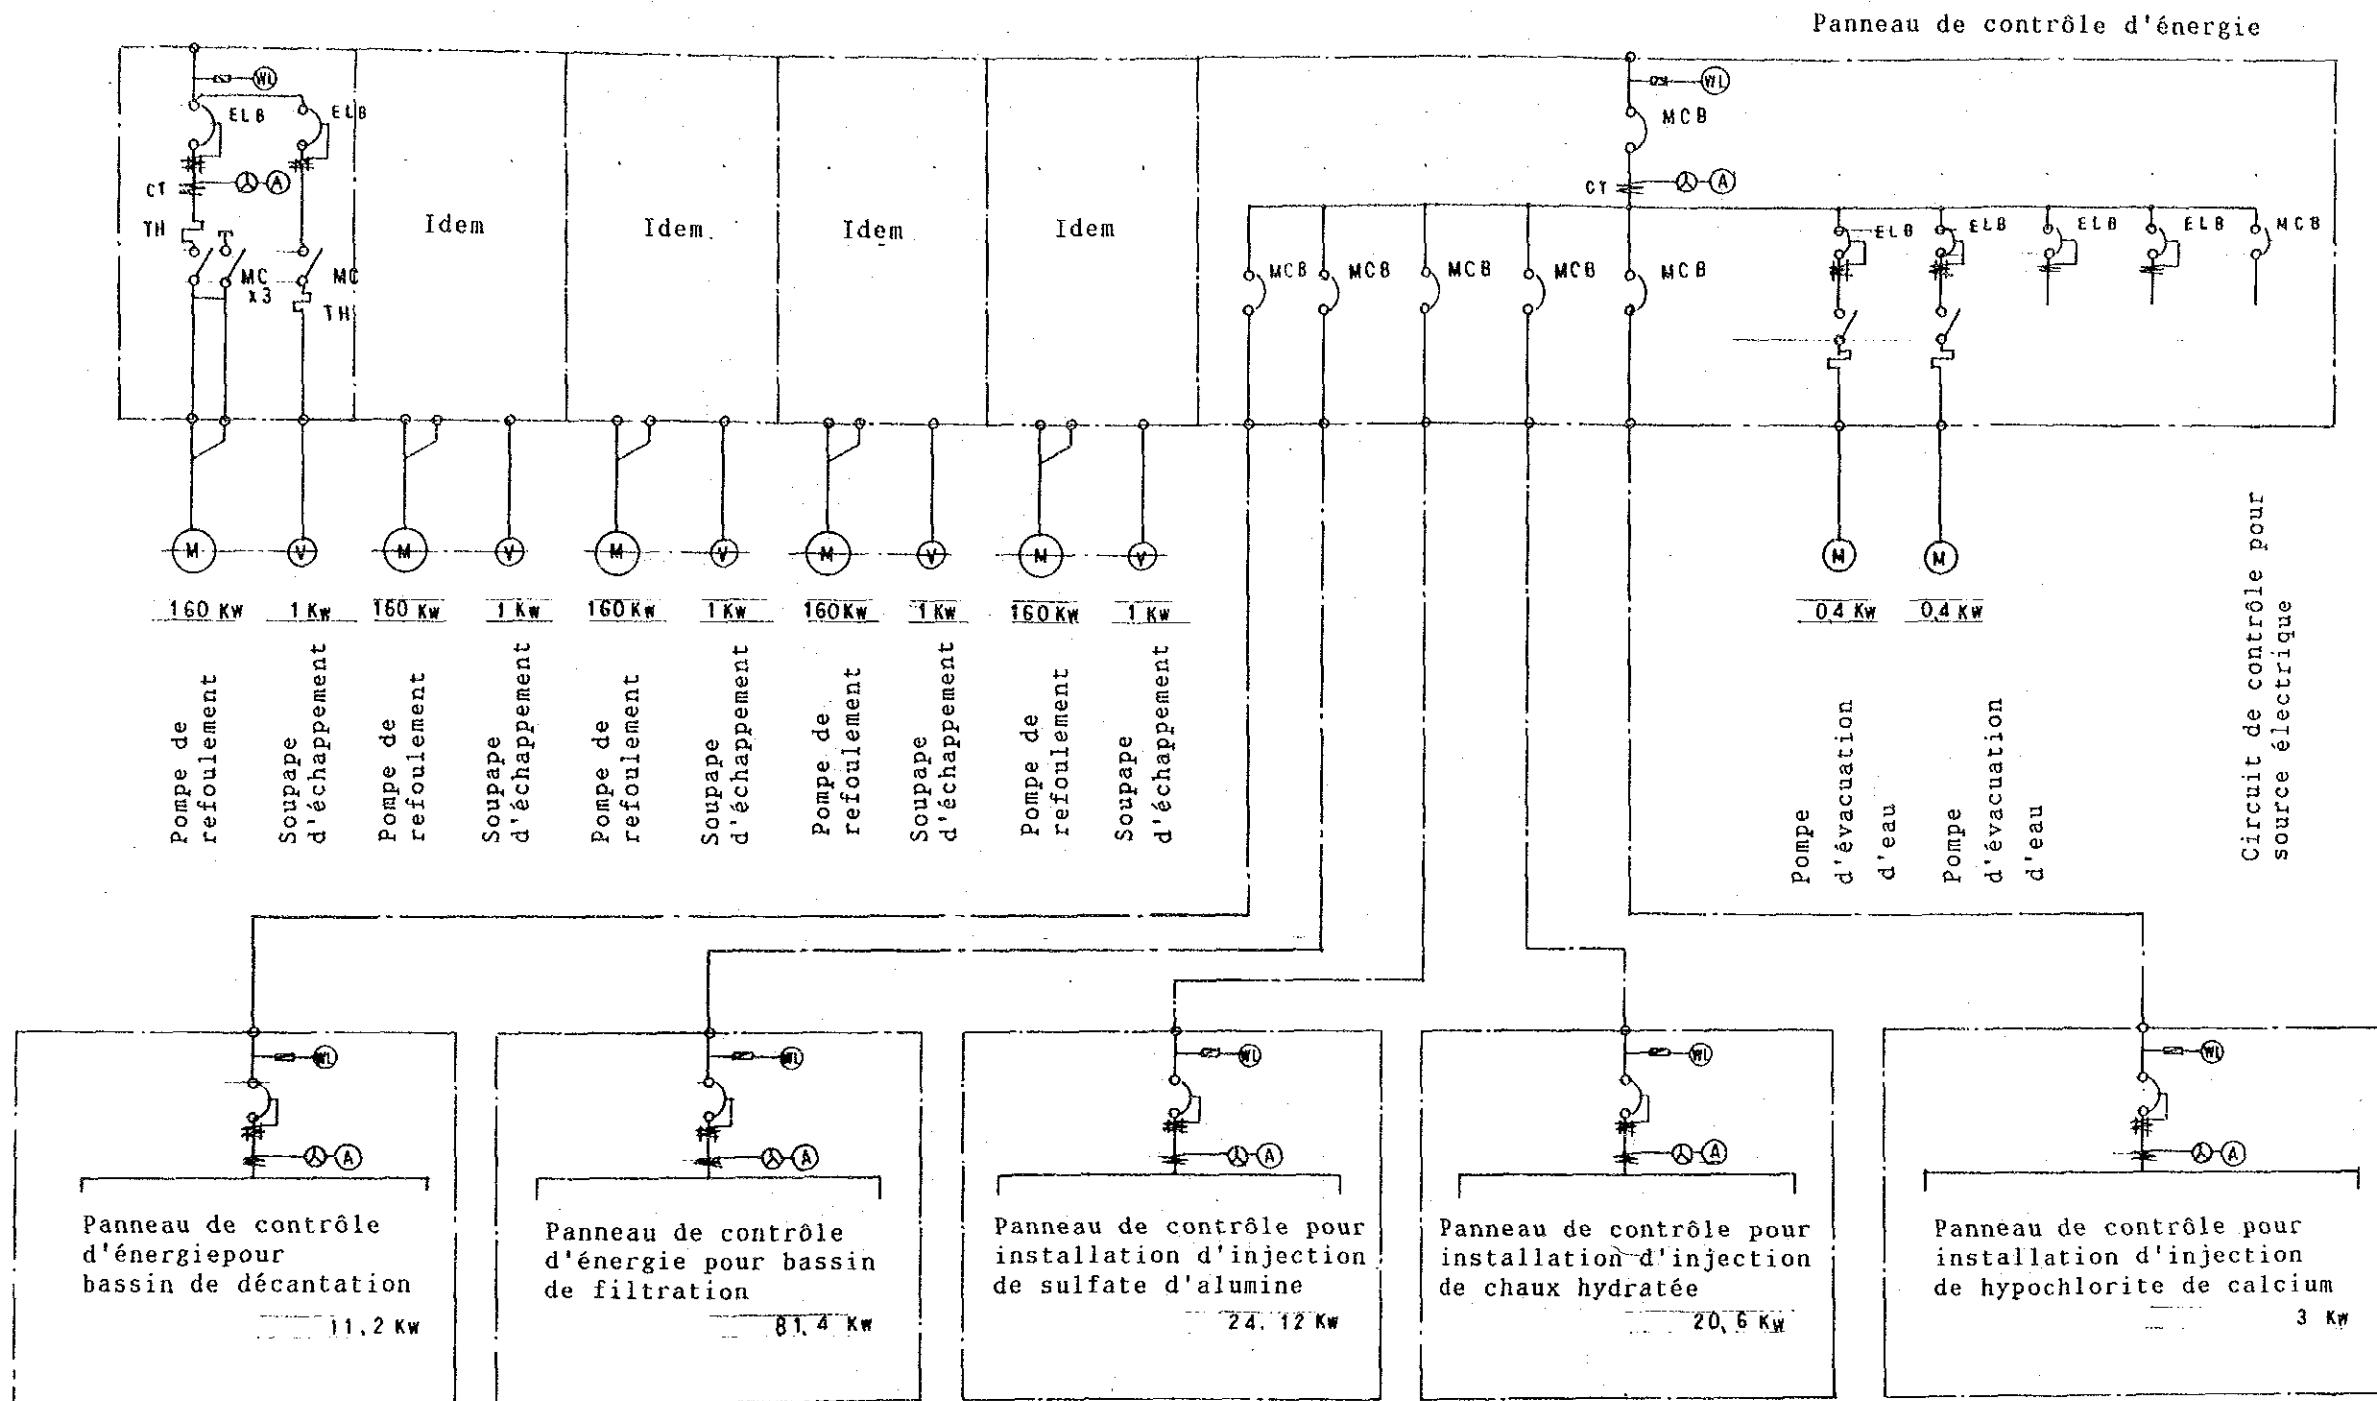 Panneau de contrôle d'énergie
WL
WL
ELB
ELB
MCB
CT
A
CT
A
TH
Idem
Idem
Idem
Idem
ELB
ELB
ELB
ELB
MCB
MC
x3
MC
TH
MCB
MCB
MCB
MCB
MCB
M
V
M
V
M
V
M
V
M
V
M
M
160 Kw
1 Kw
160 Kw
1 Kw
160 Kw
1 Kw
160 Kw
1 Kw
160 Kw
1 Kw
0,4 Kw
0,4 Kw
Pompe de
refoulement
Soupape
d'échappement
Pompe de
refoulement
Soupape
d'échappement
Pompe de
refoulement
Soupape
d'échappement
Pompe de
refoulement
Soupape
d'échappement
Pompe de
refoulement
Soupape
d'échappement
Pompe
d'évacuation
d'eau
Pompe
d'évacuation
d'eau
Circuit de contrôle pour
source électrique
WL
A
Panneau de contrôle
d'énergiepour
bassin de décantation
11,2 Kw
WL
A
Panneau de contrôle
d'énergie pour bassin
de filtration
81,4 Kw
WL
A
Panneau de contrôle pour
installation d'injection
de sulfate d'alumine
24.12 Kw
WL
A
Panneau de contrôle pour
installation d'injection
de chaux hydratée
20,6 Kw
WL
A
Panneau de contrôle pour
installation d'injection
de hypochlorite de calcium
3 Kw